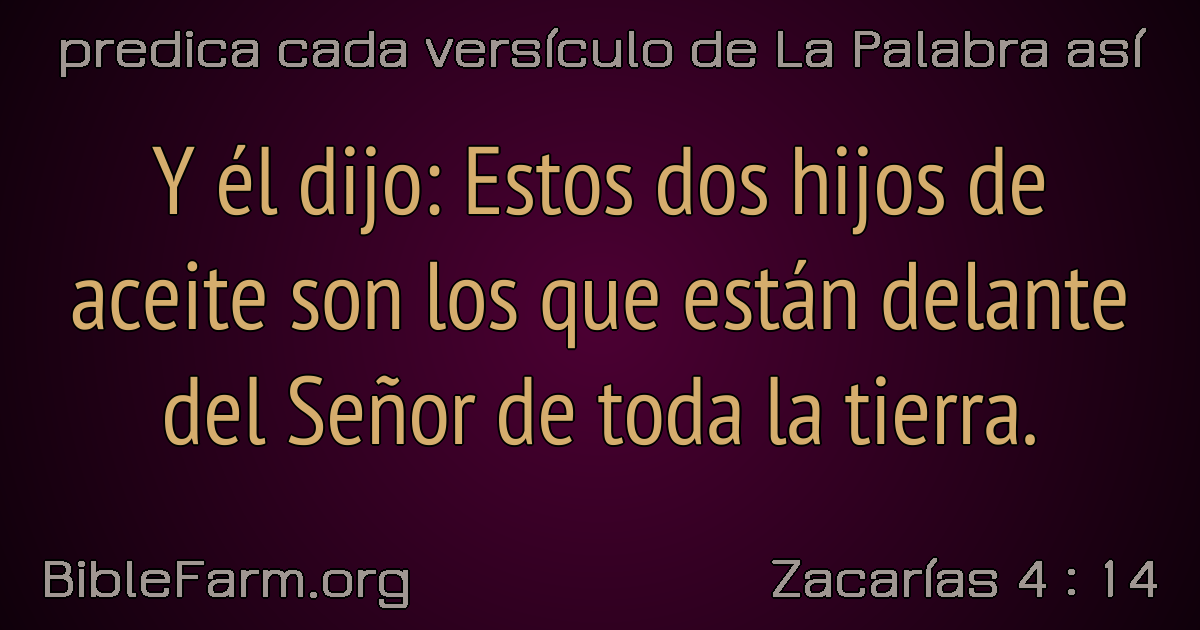 predica cada versículo de La Palabra así
Y él dijo: Estos dos hijos de
aceite son los que están delante
del Señor de toda la tierra.
BibleFarm.org
Zacarías 4 : 14